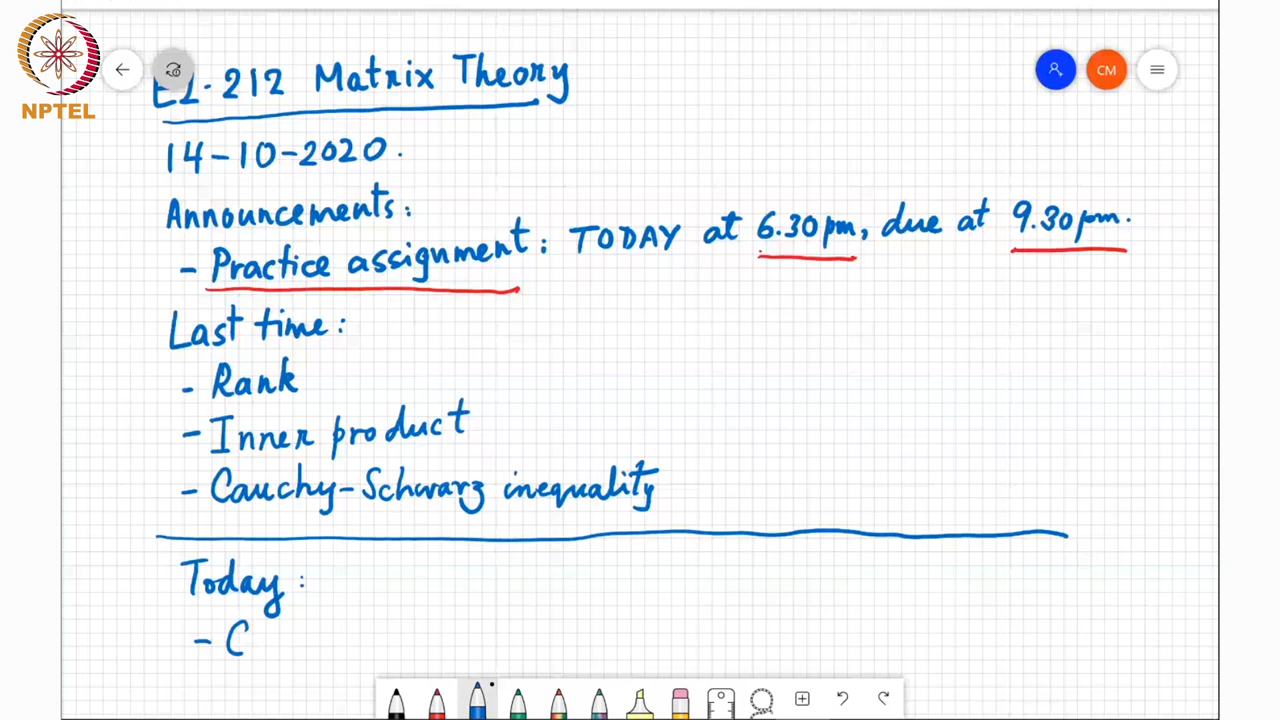 E2-212 Matrix Theory
14-10-2020.
Announcements:
- Practice assignment: TODAY at 6.30pm, due at 9.30pm.
Last time:
- Rank
- Inner product
- Cauchy-Schwarz inequality
Today:
- C
NPTEL
CM